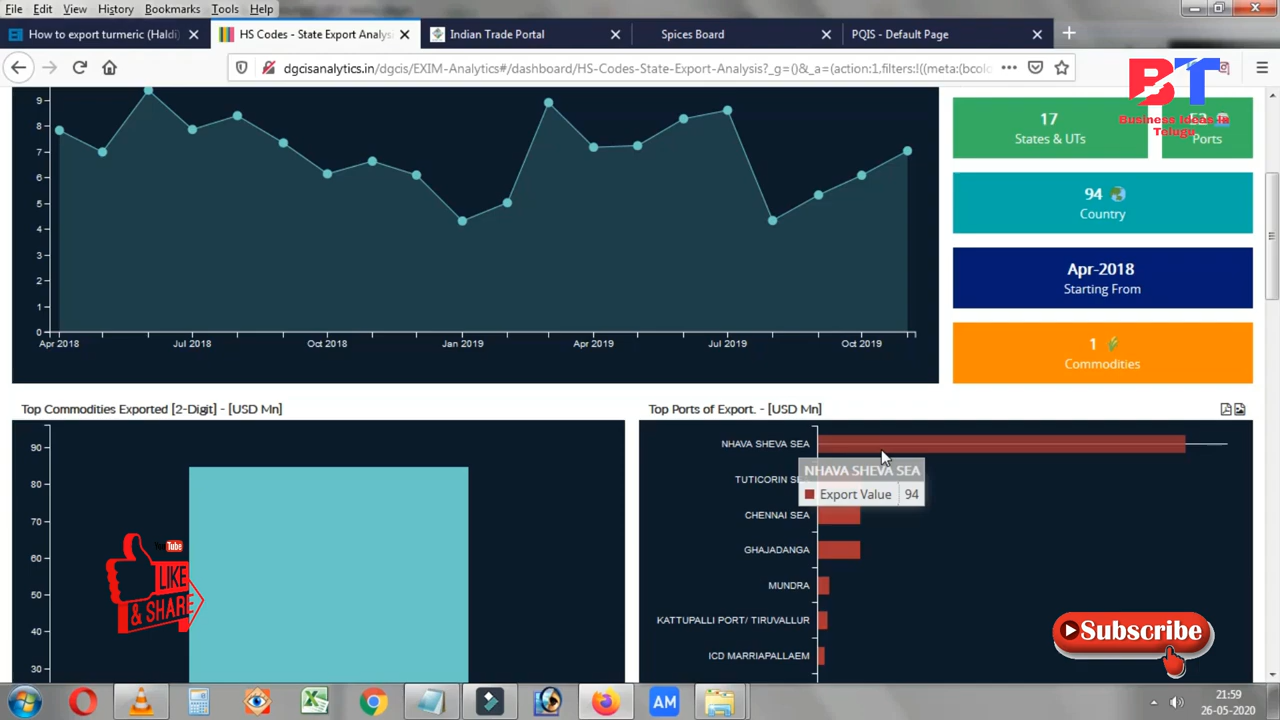 File Edit View History Bookmarks Tools Help
How to export turmeric (Haldi)
HS Codes - State Export Analys
Indian Trade Portal
Spices Board
PQIS - Default Page
dgcisanalytics.in/dgcis/EXIM-Analytics#/dashboard/HS-Codes-State-Export-Analysis?_g=()&_a=(action:1,filters:!((meta:(bcolo
BT
Business Ideas In
Telugu
17
States & UTs
Ports
94
Country
Apr-2018
Starting From
1
Commodities
9
8
7
6
5
4
3
2
1
0
Apr 2018 Jul 2018 Oct 2018 Jan 2019 Apr 2019 Jul 2019 Oct 2019
Top Commodities Exported [2-Digit] - [USD Mn]
90
80
70
60
50
40
30
YouTube
LIKE
& SHARE
Top Ports of Export. - [USD Mn]
NHAVA SHEVA SEA
NHAVA SHEVA SEA
Export Value 94
TUTICORIN S
CHENNAI SEA
GHAJADANGA
MUNDRA
KATTUPALLI PORT/ TIRUVALLUR
ICD MARRIAPALLAEM
Subscribe
AM
21:59
26-05-2020